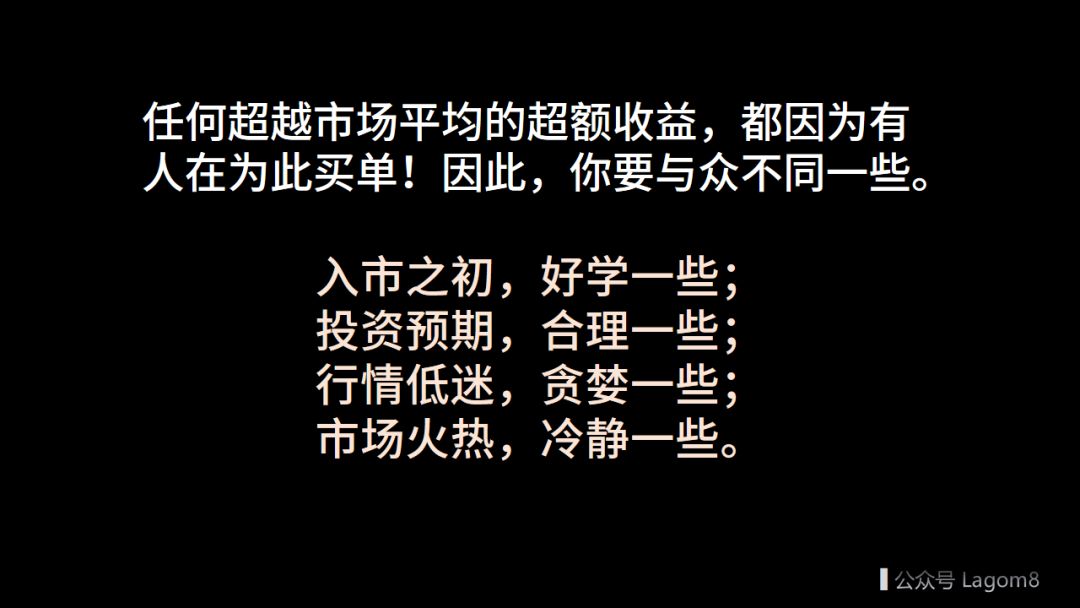 任何超越市场平均的超额收益，都因为有
人在为此买单！因此，你要与众不同一些。
入市之初，好学一些；
投资预期，合理一些；
行情低迷，贪婪一些；
市场火热，冷静一些。
公众号 Lagom8